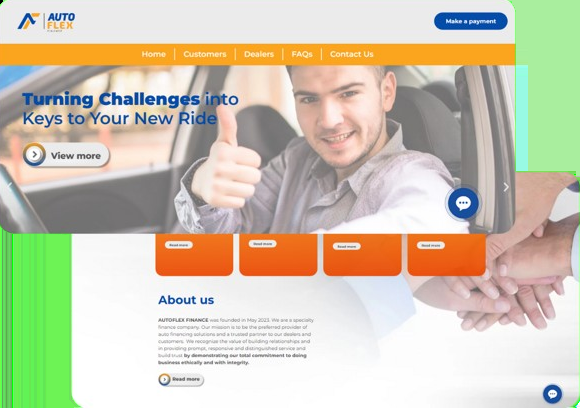 AUTO
FLEX
Make a payment
Home
Customers
Dealers
FAQs
Contact Us
Turning Challenges into
Keys to Your New Ride
View more
Read more
Read more
Read more
Read more
About us
AUTOFLEX FINANCE was founded in May 2023. We are a specialty
finance company. Our mission is to be the preferred provider of
auto financing solutions and a trusted partner to our dealers and
customers. We recognize the value of building relationships and
in providing prompt, responsive and distinguished service and
build trust by demonstrating our total commitment to doing
business ethically and with integrity.
Read more